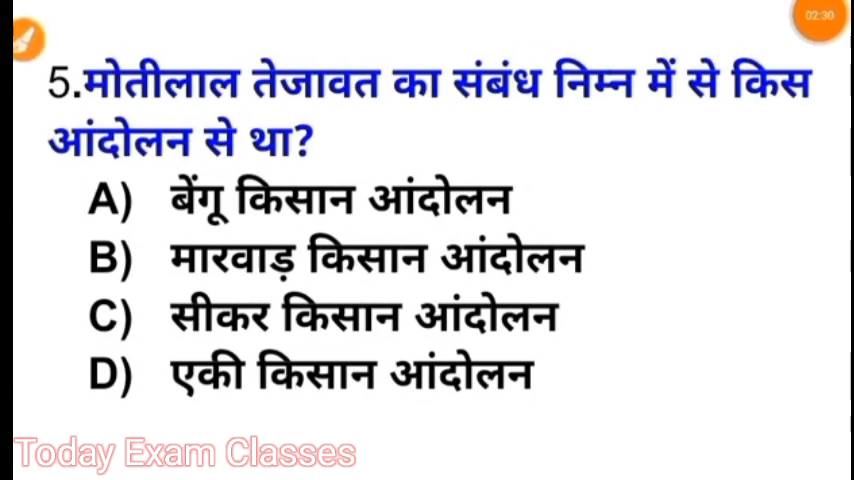 02:30
5.मोतीलाल तेजावत का संबंध निम्न में से किस
आंदोलन से था?
A) बेंगू किसान आंदोलन
B) मारवाड़ किसान आंदोलन
C) सीकर किसान आंदोलन
D) एकी किसान आंदोलन
Today Exam Classes